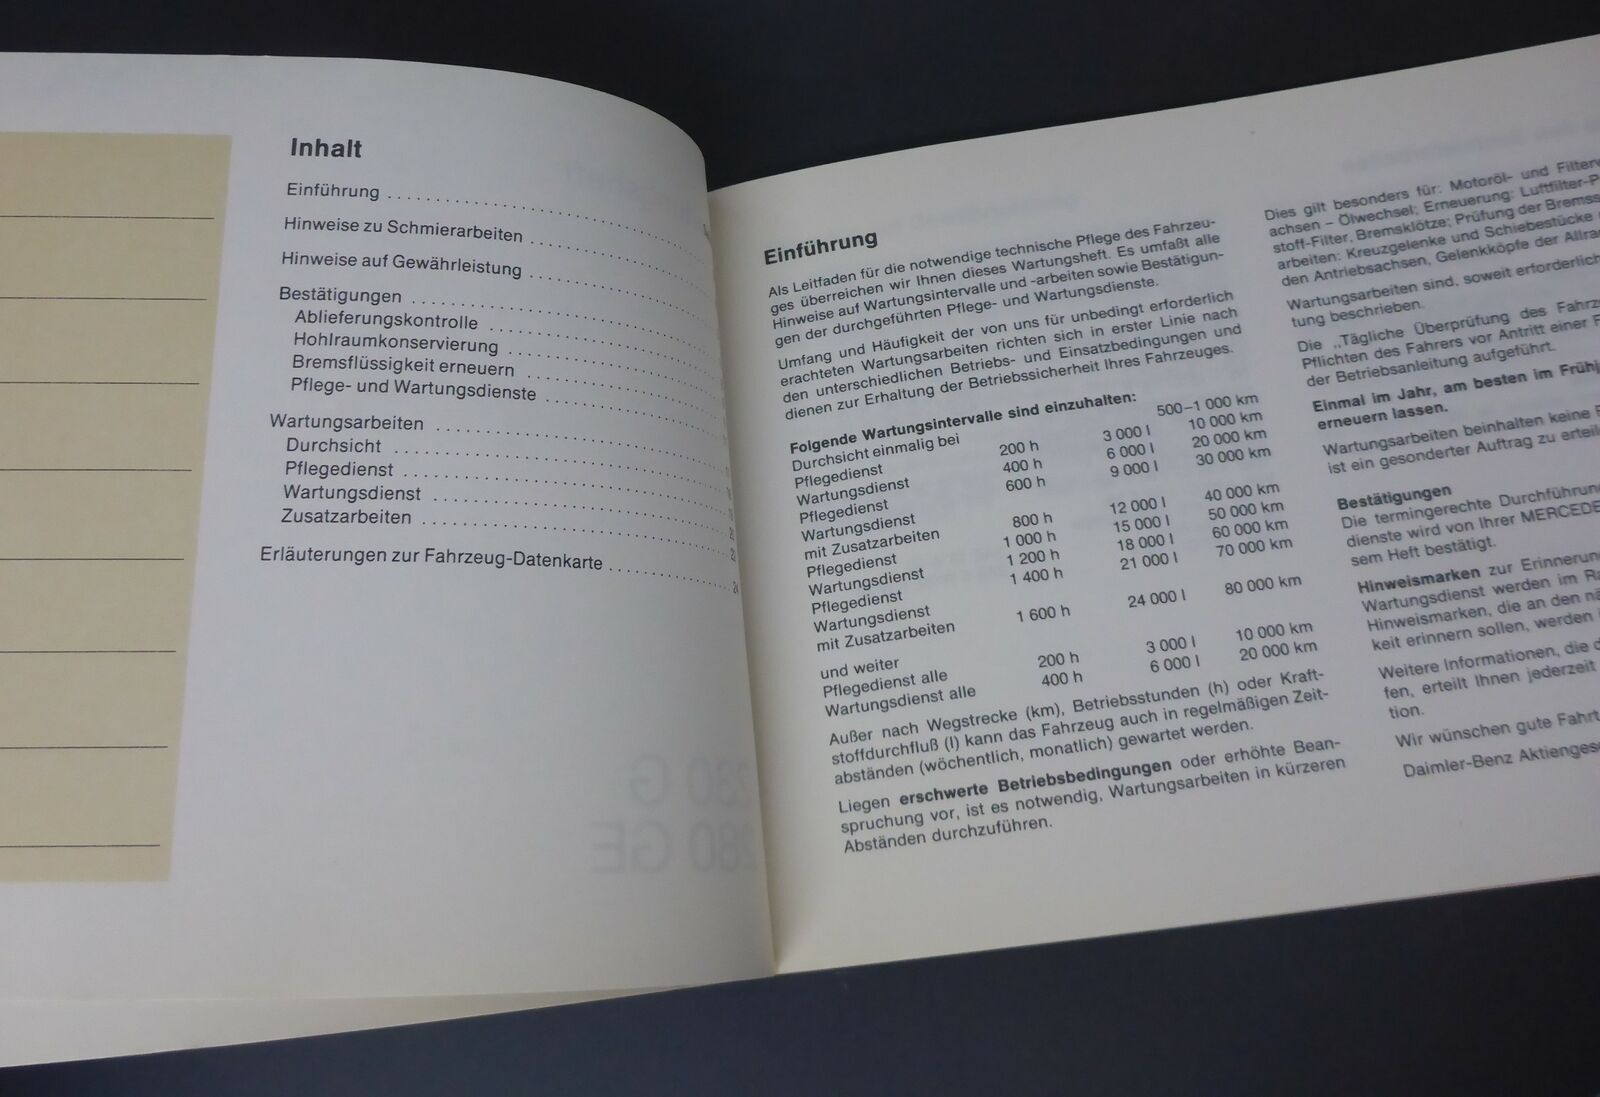 Inhalt
Einführung
Hinweise zu Schmierarbeiten
Hinweise auf Gewährleistung
Bestätigungen
Ablieferungskontrolle
Hohlraumkonservierung
Bremsflüssigkeit erneuern
Pflege- und Wartungsdienste
Wartungsarbeiten
Durchsicht
Pflegedienst
Wartungsdienst
Zusatzarbeiten
Erläuterungen zur Fahrzeug-Datenkarte
280 G
280 GE
Einführung
Als Leitfaden für die notwendige technische Pflege des Fahrzeu-
ges überreichen wir Ihnen dieses Wartungsheft. Es umfaßt alle
Hinweise auf Wartungsintervalle und -arbeiten sowie Bestätigun-
gen der durchgeführten Pflege- und Wartungsdienste.
Umfang und Häufigkeit der von uns für unbedingt erforderlich
erachteten Wartungsarbeiten richten sich in erster Linie nach
den unterschiedlichen Betriebs- und Einsatzbedingungen und
dienen zur Erhaltung der Betriebssicherheit Ihres Fahrzeuges.
Folgende Wartungsintervalle sind einzuhalten:
Durchsicht einmalig bei 500–1 000 km
Pflegedienst 200 h 3 000 l 10 000 km
Wartungsdienst 400 h 6 000 l 20 000 km
Pflegedienst 600 h 9 000 l 30 000 km
Wartungsdienst
mit Zusatzarbeiten 800 h 12 000 l 40 000 km
Pflegedienst 1 000 h 15 000 l 50 000 km
Wartungsdienst 1 200 h 18 000 l 60 000 km
Pflegedienst 1 400 h 21 000 l 70 000 km
Wartungsdienst
mit Zusatzarbeiten 1 600 h 24 000 l 80 000 km
und weiter
Pflegedienst alle 200 h 3 000 l 10 000 km
Wartungsdienst alle 400 h 6 000 l 20 000 km
Außer nach Wegstrecke (km), Betriebsstunden (h) oder Kraft-
stoffdurchfluß (l) kann das Fahrzeug auch in regelmäßigen Zeit-
abständen (wöchentlich, monatlich) gewartet werden.
Liegen erschwerte Betriebsbedingungen oder erhöhte Bean-
spruchung vor, ist es notwendig, Wartungsarbeiten in kürzeren
Abständen durchzuführen.
Dies gilt besonders für: Motoröl- und
achsen – Ölwechsel; Erneuerung:
stoff-Filter, Bremsklötze; Prüfung der
arbeiten: Kreuzgelenke und Schiebestücke
den Antriebsachsen, Gelenkköpfe der
Wartungsarbeiten sind, soweit erforderlich
tung beschrieben.
Die „Tägliche Überprüfung des
Pflichten des Fahrers vor Antritt einer
der Betriebsanleitung aufgeführt.
Einmal im Jahr, am besten im
erneuern lassen.
Wartungsarbeiten beinhalten keine
ist ein gesonderter Auftrag zu
Bestätigungen
Die termingerechte
dienste wird von Ihrer
sem Heft bestätigt.
Hinweismarken zur
Wartungsdienst werden im
Hinweismarken, die an den
keit erinnern sollen, werden
Weitere Informationen, die
fen, erteilt Ihnen jederzeit
tion.
Wir wünschen gute
Daimler-Benz